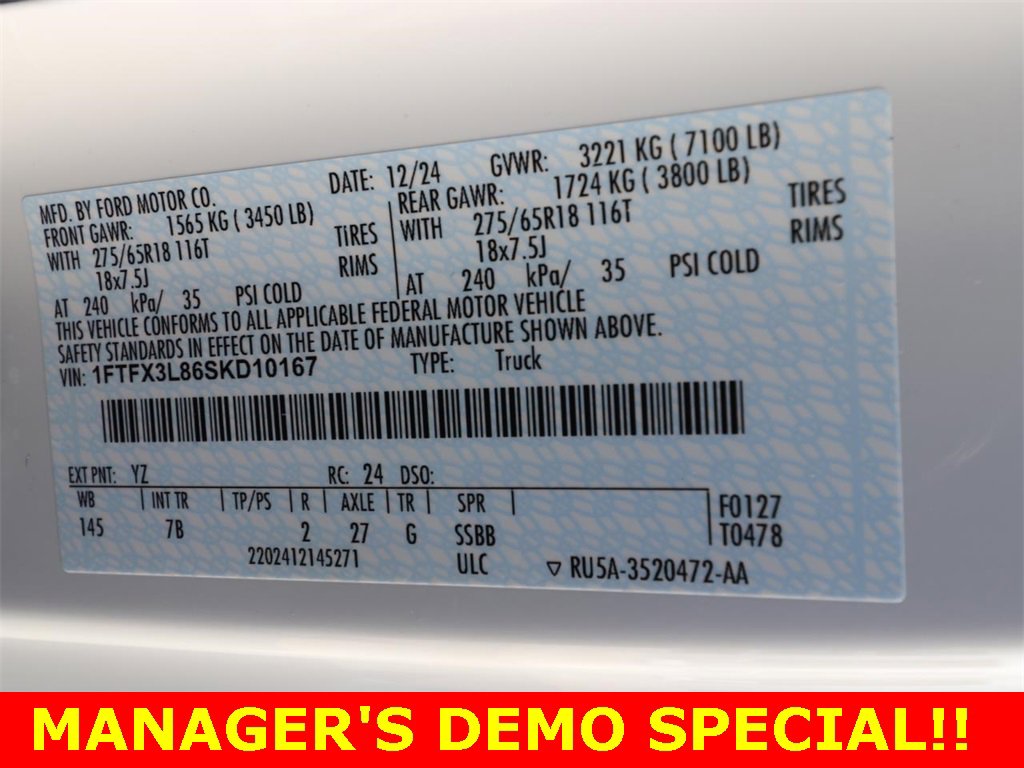 MFD. BY FORD MOTOR CO. DATE: 12/24 GVWR: 3221 KG ( 7100 LB)
FRONT GAWR: 1565 KG ( 3450 LB) REAR GAWR: 1724 KG ( 3800 LB)
WITH 275/65R18 116T TIRES WITH 275/65R18 116T TIRES
18x7.5J RIMS 18x7.5J RIMS
AT 240 kPa/ 35 PSI COLD AT 240 kPa/ 35 PSI COLD
THIS VEHICLE CONFORMS TO ALL APPLICABLE FEDERAL MOTOR VEHICLE
SAFETY STANDARDS IN EFFECT ON THE DATE OF MANUFACTURE SHOWN ABOVE.
VIN: 1FTFX3L86SKD10167 TYPE: Truck
EXT PNT: YZ RC: 24 DSO:
WB INT TR TP/PS R AXLE TR SPR F0127
145 7B 2 27 G SSBB T0478
2202412145271 ULC ▽ RU5A-3520472-AA
MANAGER'S DEMO SPECIAL!!